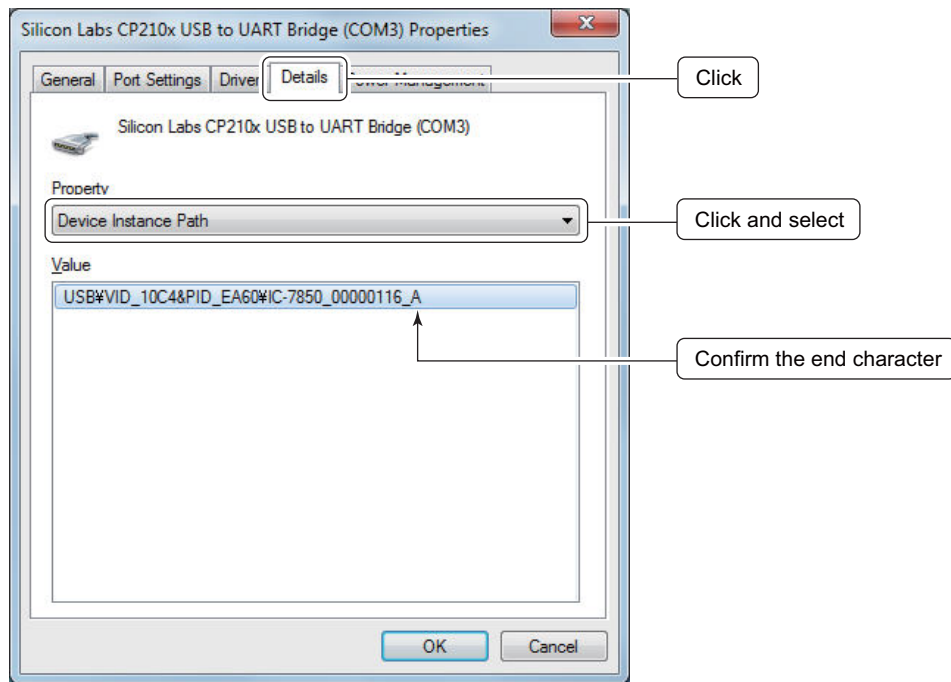 Silicon Labs CP210x USB to UART Bridge (COM3) Properties
General Port Settings Driver Details Power Management
Click
Silicon Labs CP210x USB to UART Bridge (COM3)
Property
Device Instance Path
Click and select
Value
USB¥VID_10C4&PID_EA60¥IC-7850_00000116_A
Confirm the end character
OK Cancel